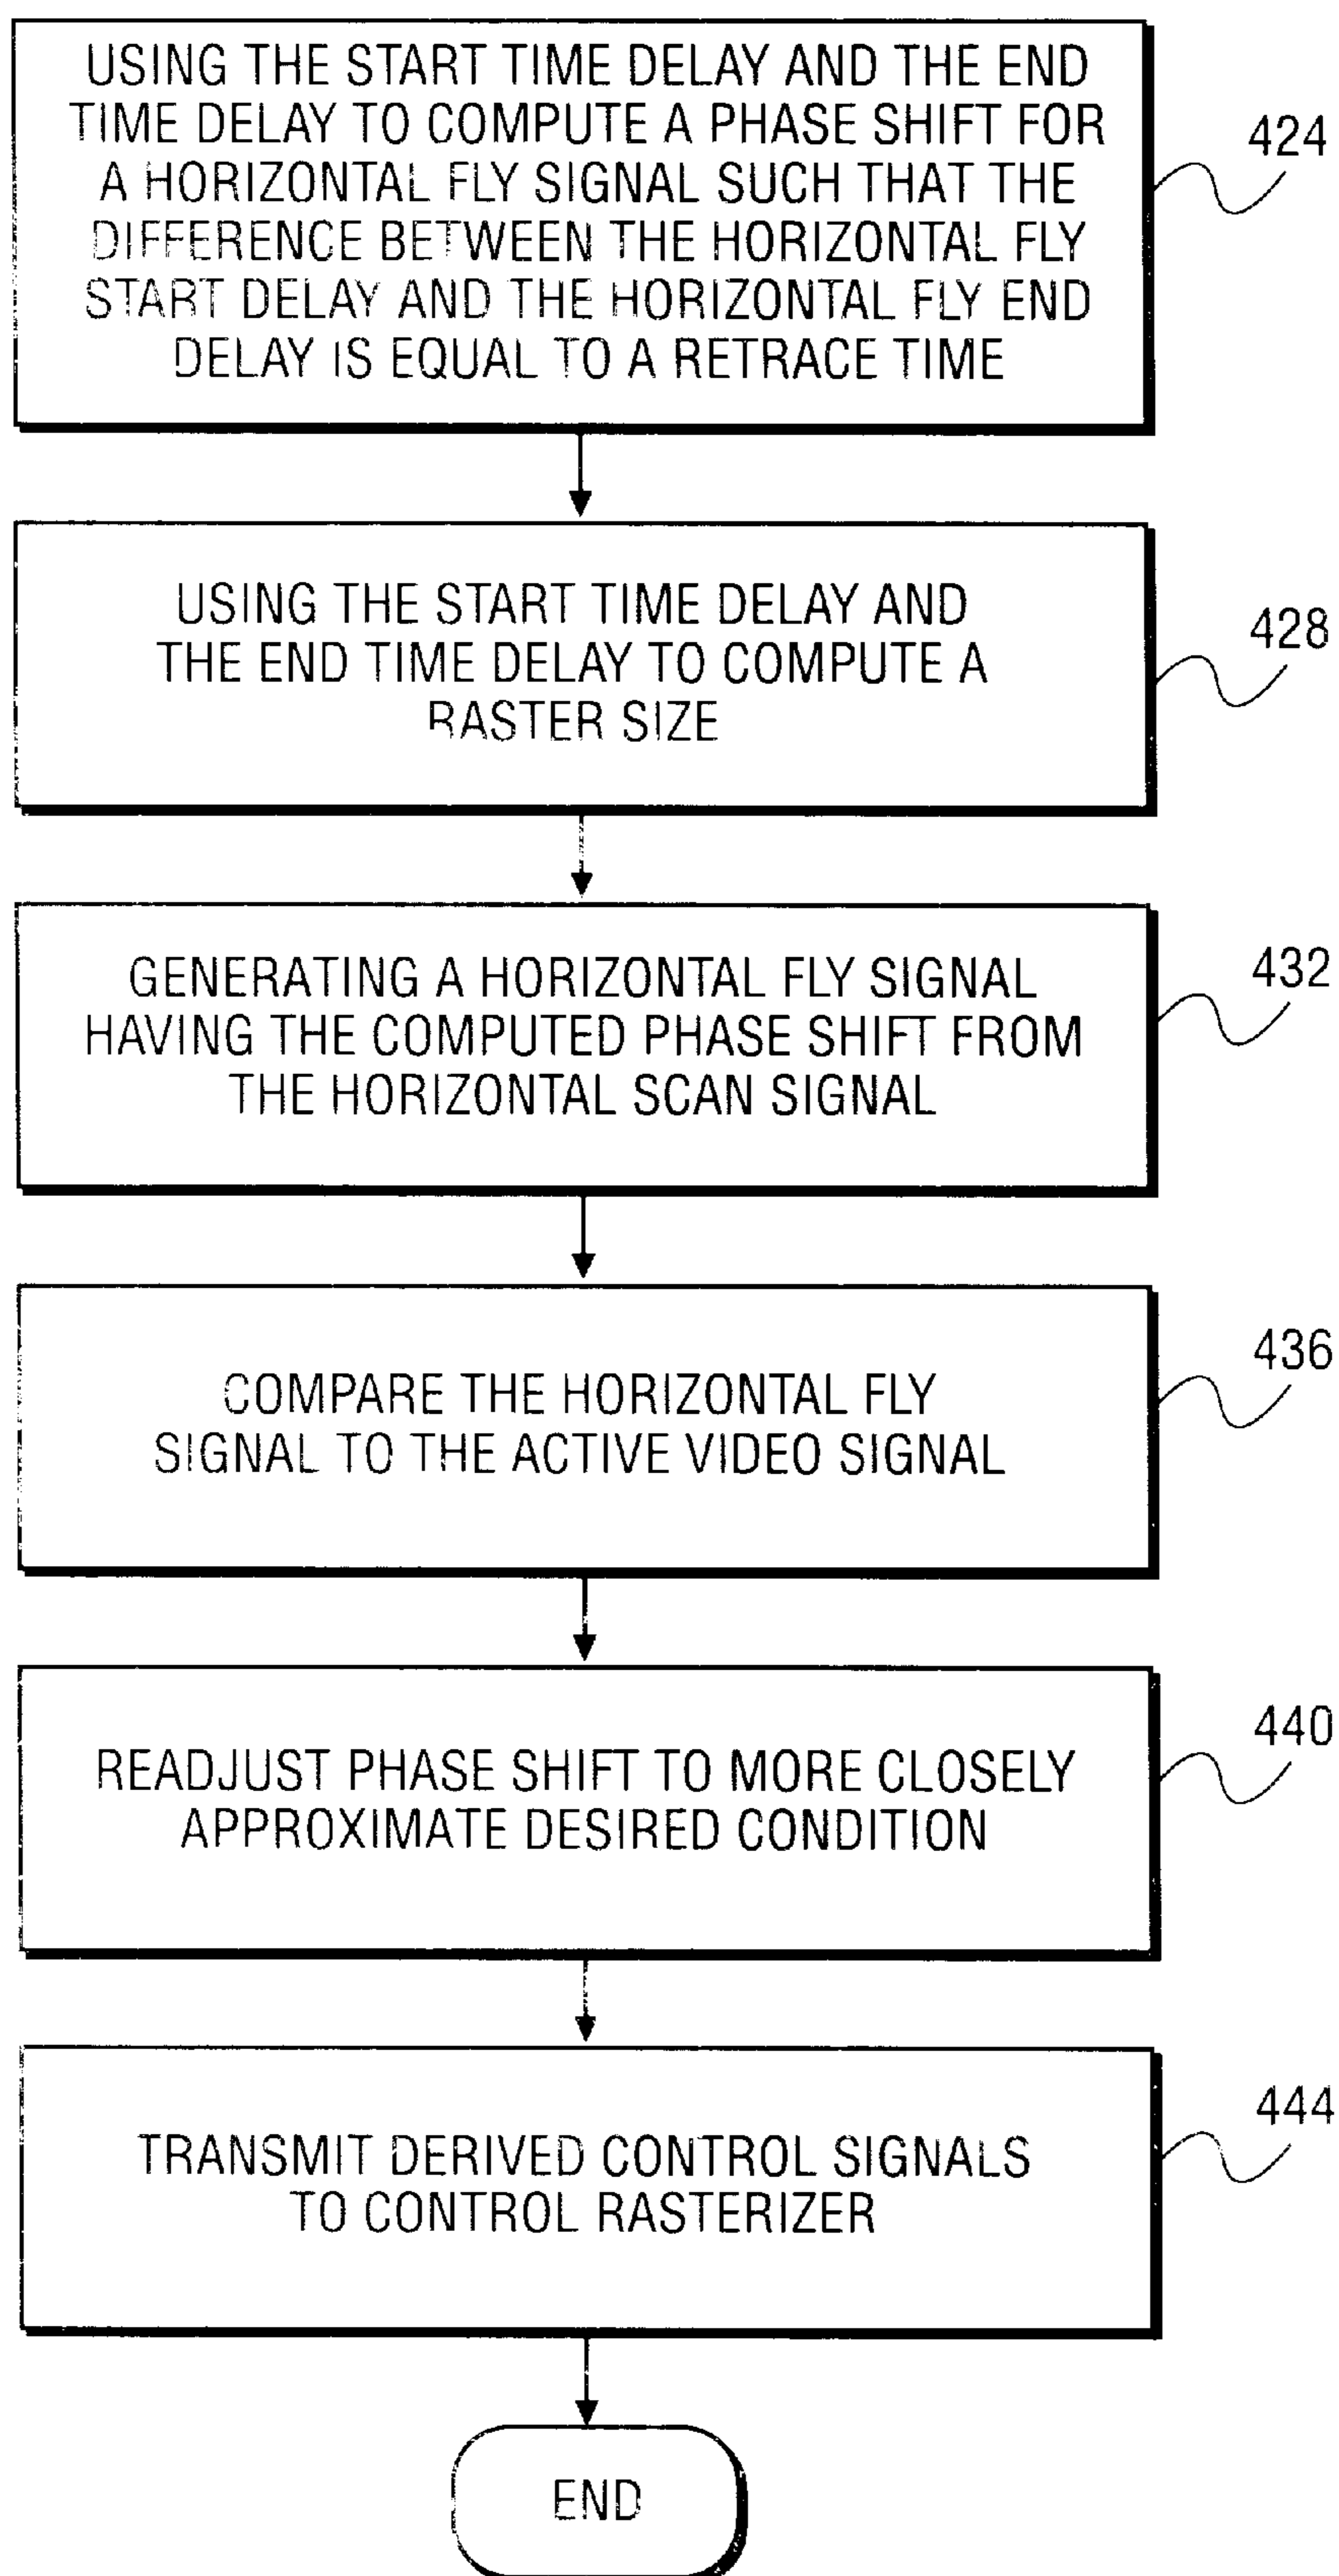 USING THE START TIME DELAY AND THE END
TIME DELAY TO COMPUTE A PHASE SHIFT FOR
A HORIZONTAL FLY SIGNAL SUCH THAT THE
DIFFERENCE BETWEEN THE HORIZONTAL FLY
START DELAY AND THE HORIZONTAL FLY END
DELAY IS EQUAL TO A RETRACE TIME
424
USING THE START TIME DELAY AND
THE END TIME DELAY TO COMPUTE A
RASTER SIZE
428
GENERATING A HORIZONTAL FLY SIGNAL
HAVING THE COMPUTED PHASE SHIFT FROM
THE HORIZONTAL SCAN SIGNAL
432
COMPARE THE HORIZONTAL FLY
SIGNAL TO THE ACTIVE VIDEO SIGNAL
436
READJUST PHASE SHIFT TO MORE CLOSELY
APPROXIMATE DESIRED CONDITION
440
TRANSMIT DERIVED CONTROL SIGNALS
TO CONTROL RASTERIZER
444
END